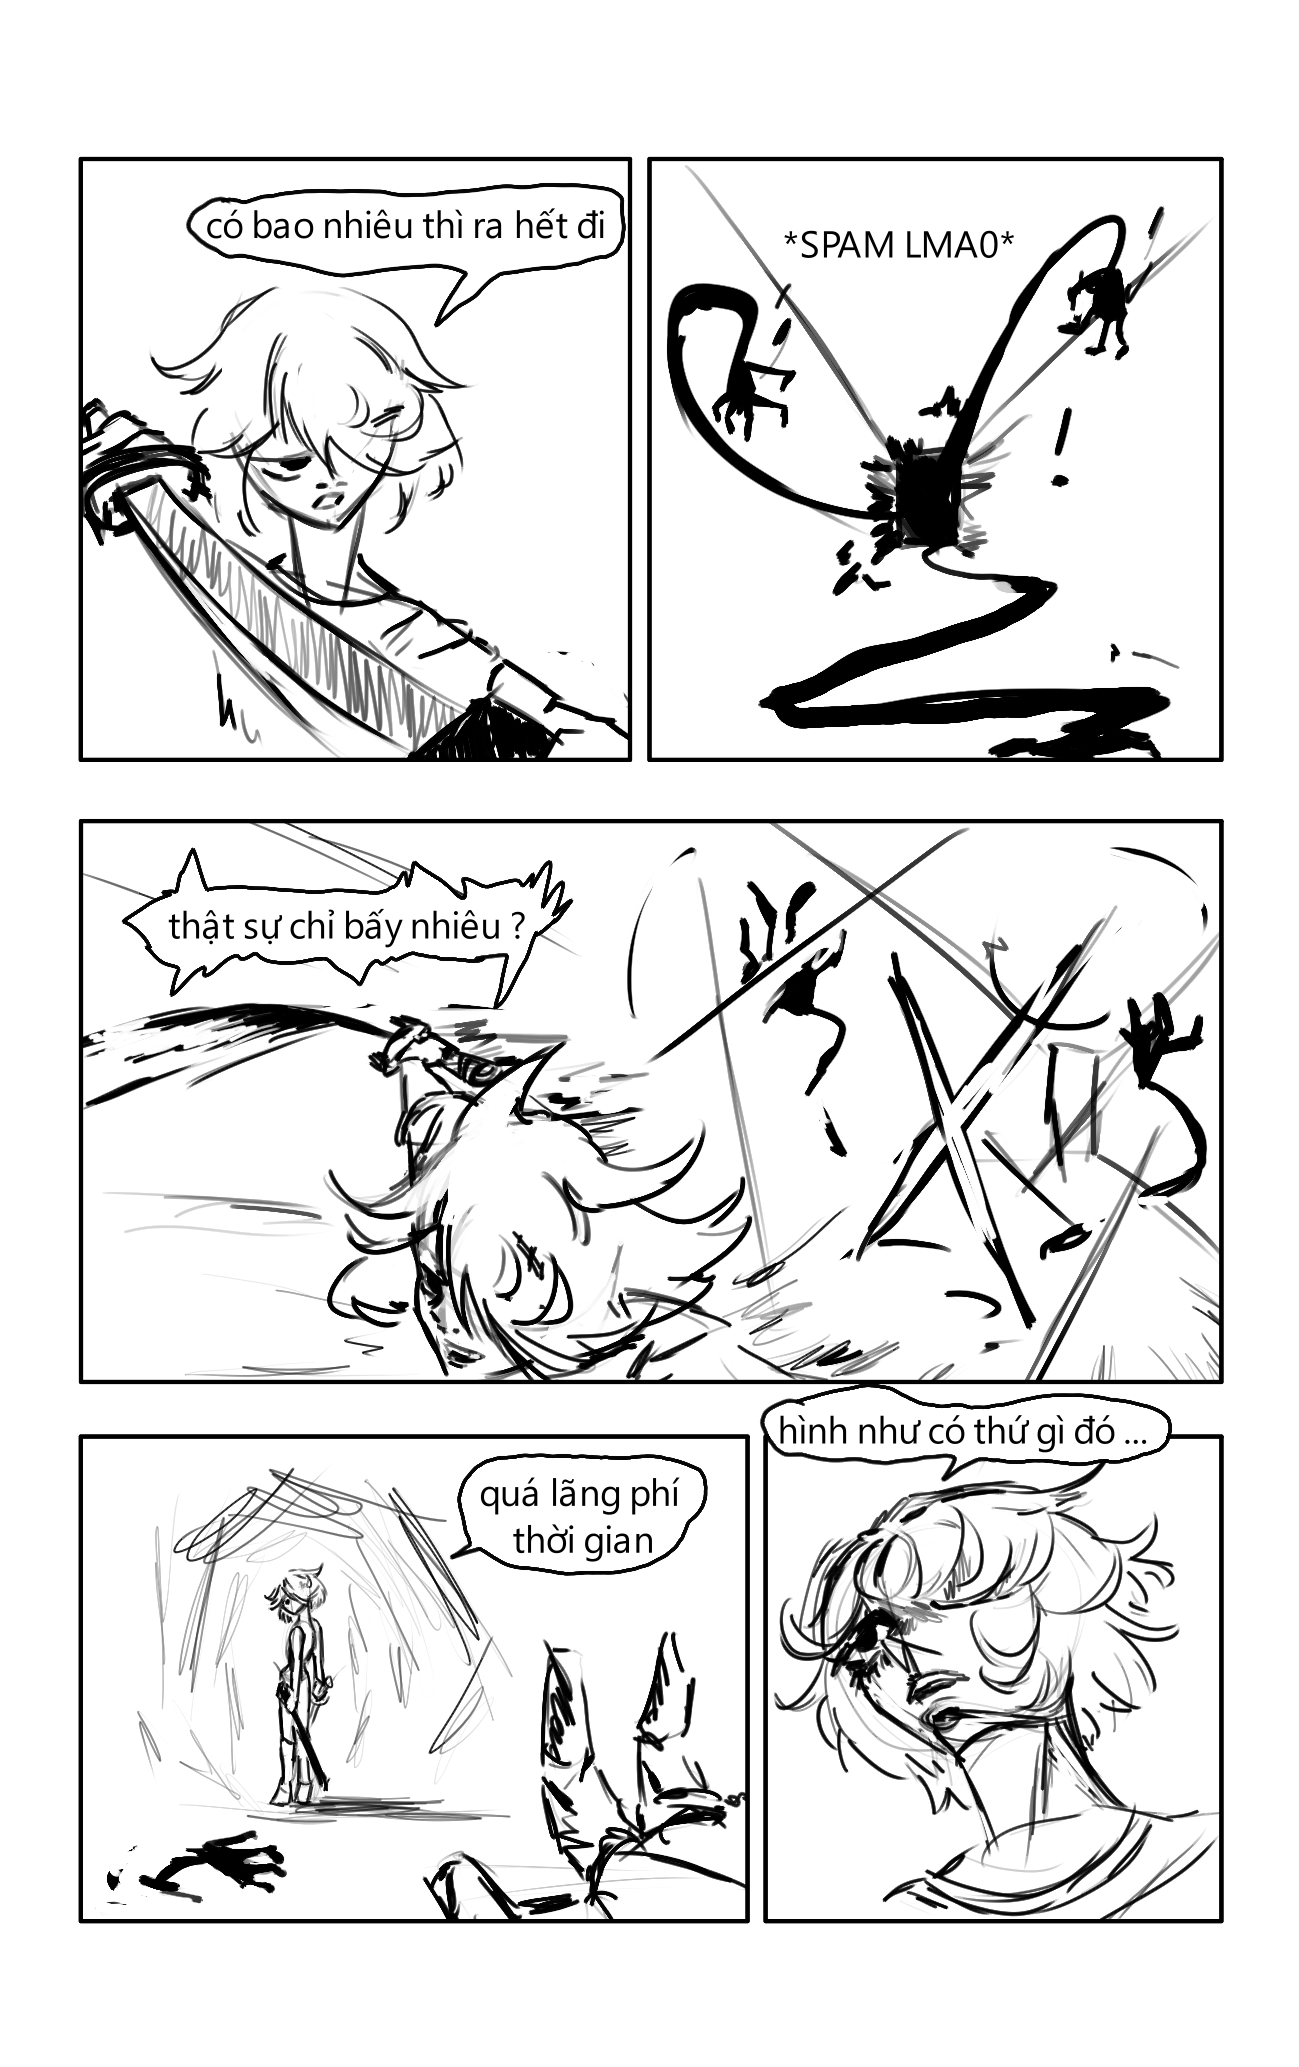 có bao nhiêu thì ra hết đi
*SPAM LMA0*
thật sự chỉ bấy nhiêu ?
quá lãng phí
thời gian
hình như có thứ gì đó ...